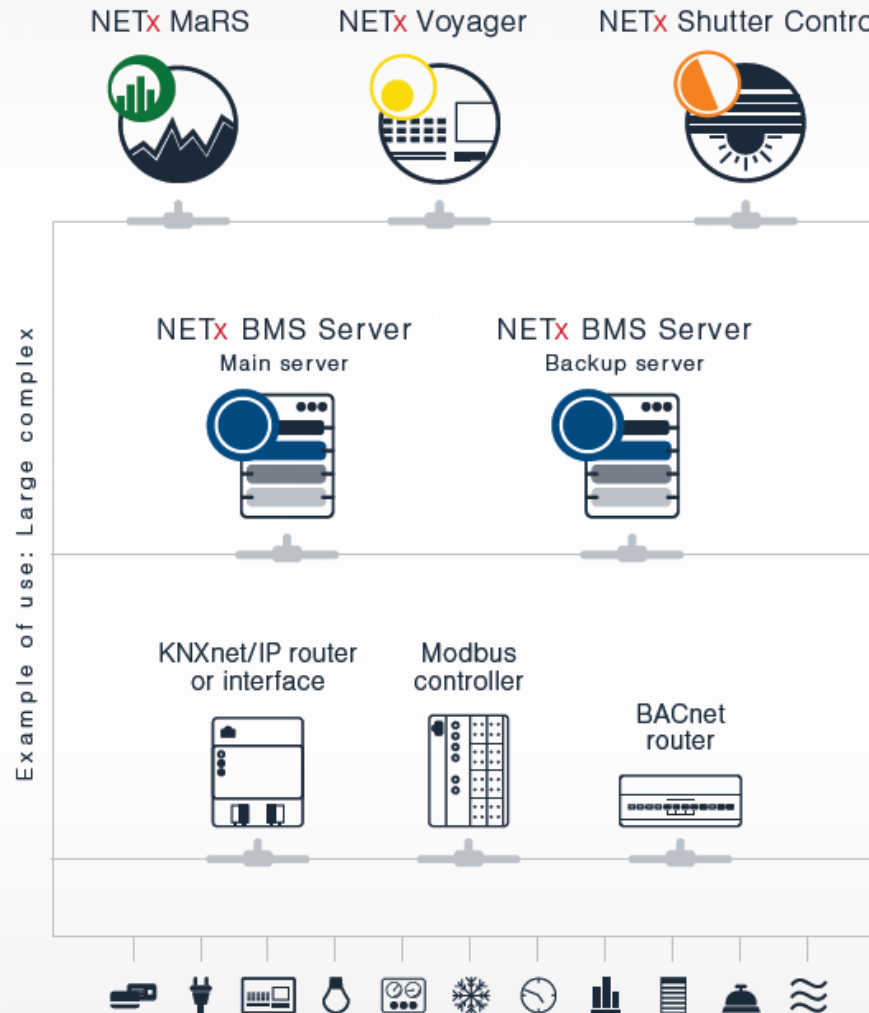 NETx MaRS
NETx Voyager
NETx Shutter Contro
NETx BMS Server
Main server
NETx BMS Server
Backup server
Example of use: Large complex
KNXnet/IP router
or interface
Modbus
controller
BACnet
router